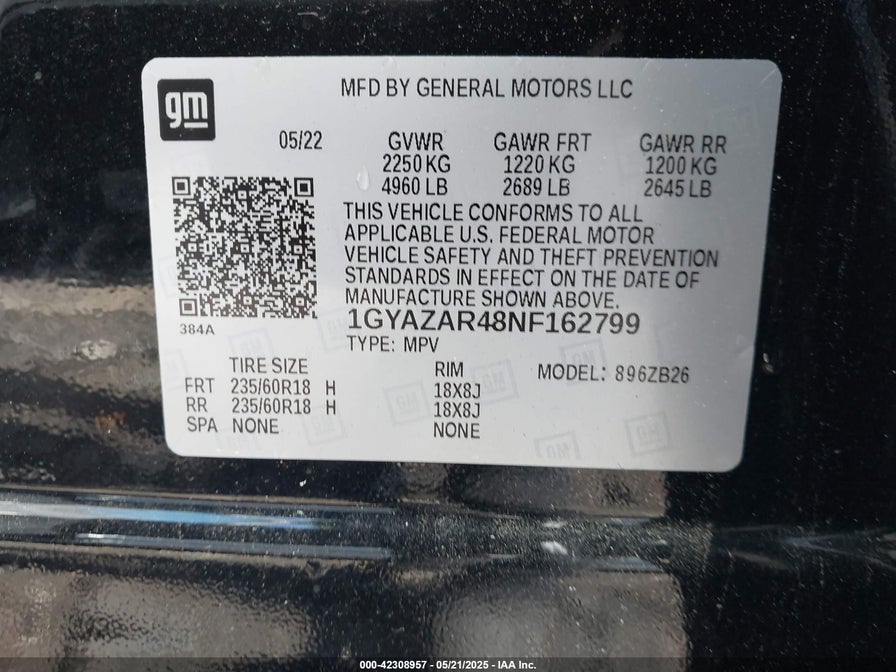 gm
MFD BY GENERAL MOTORS LLC
05/22 GVWR GAWR FRT GAWR RR
2250 KG 1220 KG 1200 KG
4960 LB 2689 LB 2645 LB
THIS VEHICLE CONFORMS TO ALL
APPLICABLE U.S. FEDERAL MOTOR
VEHICLE SAFETY AND THEFT PREVENTION
STANDARDS IN EFFECT ON THE DATE OF
MANUFACTURE SHOWN ABOVE.
384A
1GYAZAR48NF162799
TYPE: MPV
TIRE SIZE RIM MODEL: 896ZB26
FRT 235/60R18 H 18X8J
RR 235/60R18 H 18X8J
SPA NONE NONE
000-42308957 - 05/21/2025 - IAA Inc.